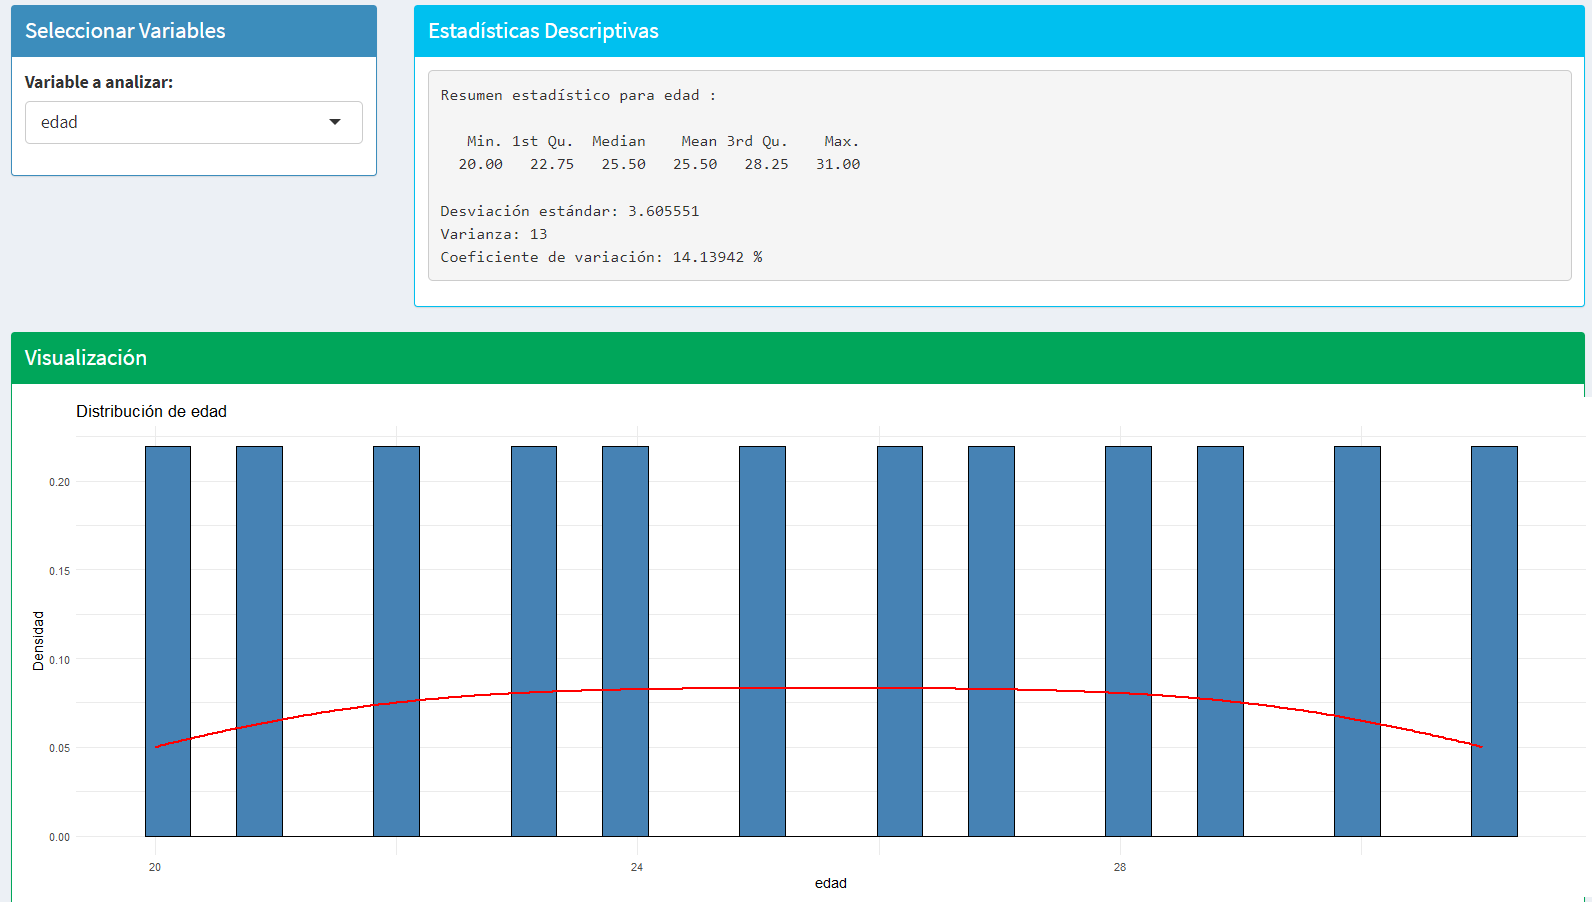 Seleccionar Variables
Variable a analizar:
edad
Estadísticas Descriptivas
Resumen estadístico para edad :
Min. 1st Qu. Median Mean 3rd Qu. Max.
20.00 22.75 25.50 25.50 28.25 31.00
Desviación estándar: 3.605551
Varianza: 13
Coeficiente de variación: 14.13942 %
Visualización
Distribución de edad
Densidad
0.20
0.15
0.10
0.05
0.00
20 24 28
edad